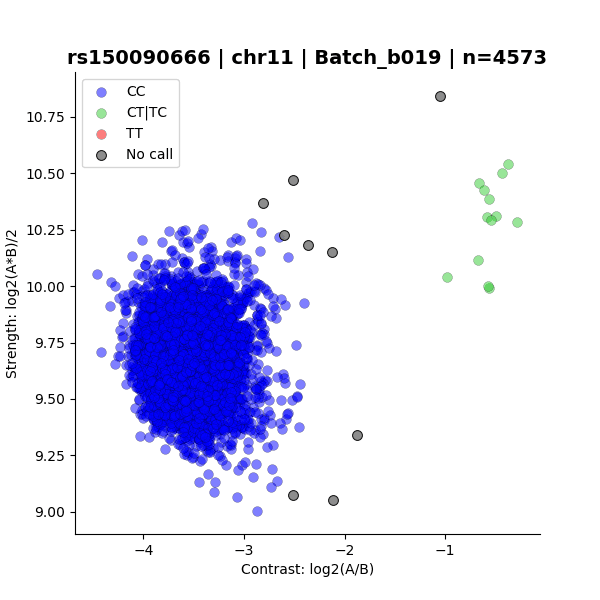 rs150090666 | chr11 | Batch_b019 | n=4573
CC
CT|TC
TT
No call
10.75
10.50
10.25
10.00
9.75
9.50
9.25
9.00
Strength: log2(A*B)/2
−4
−3
−2
−1
Contrast: log2(A/B)